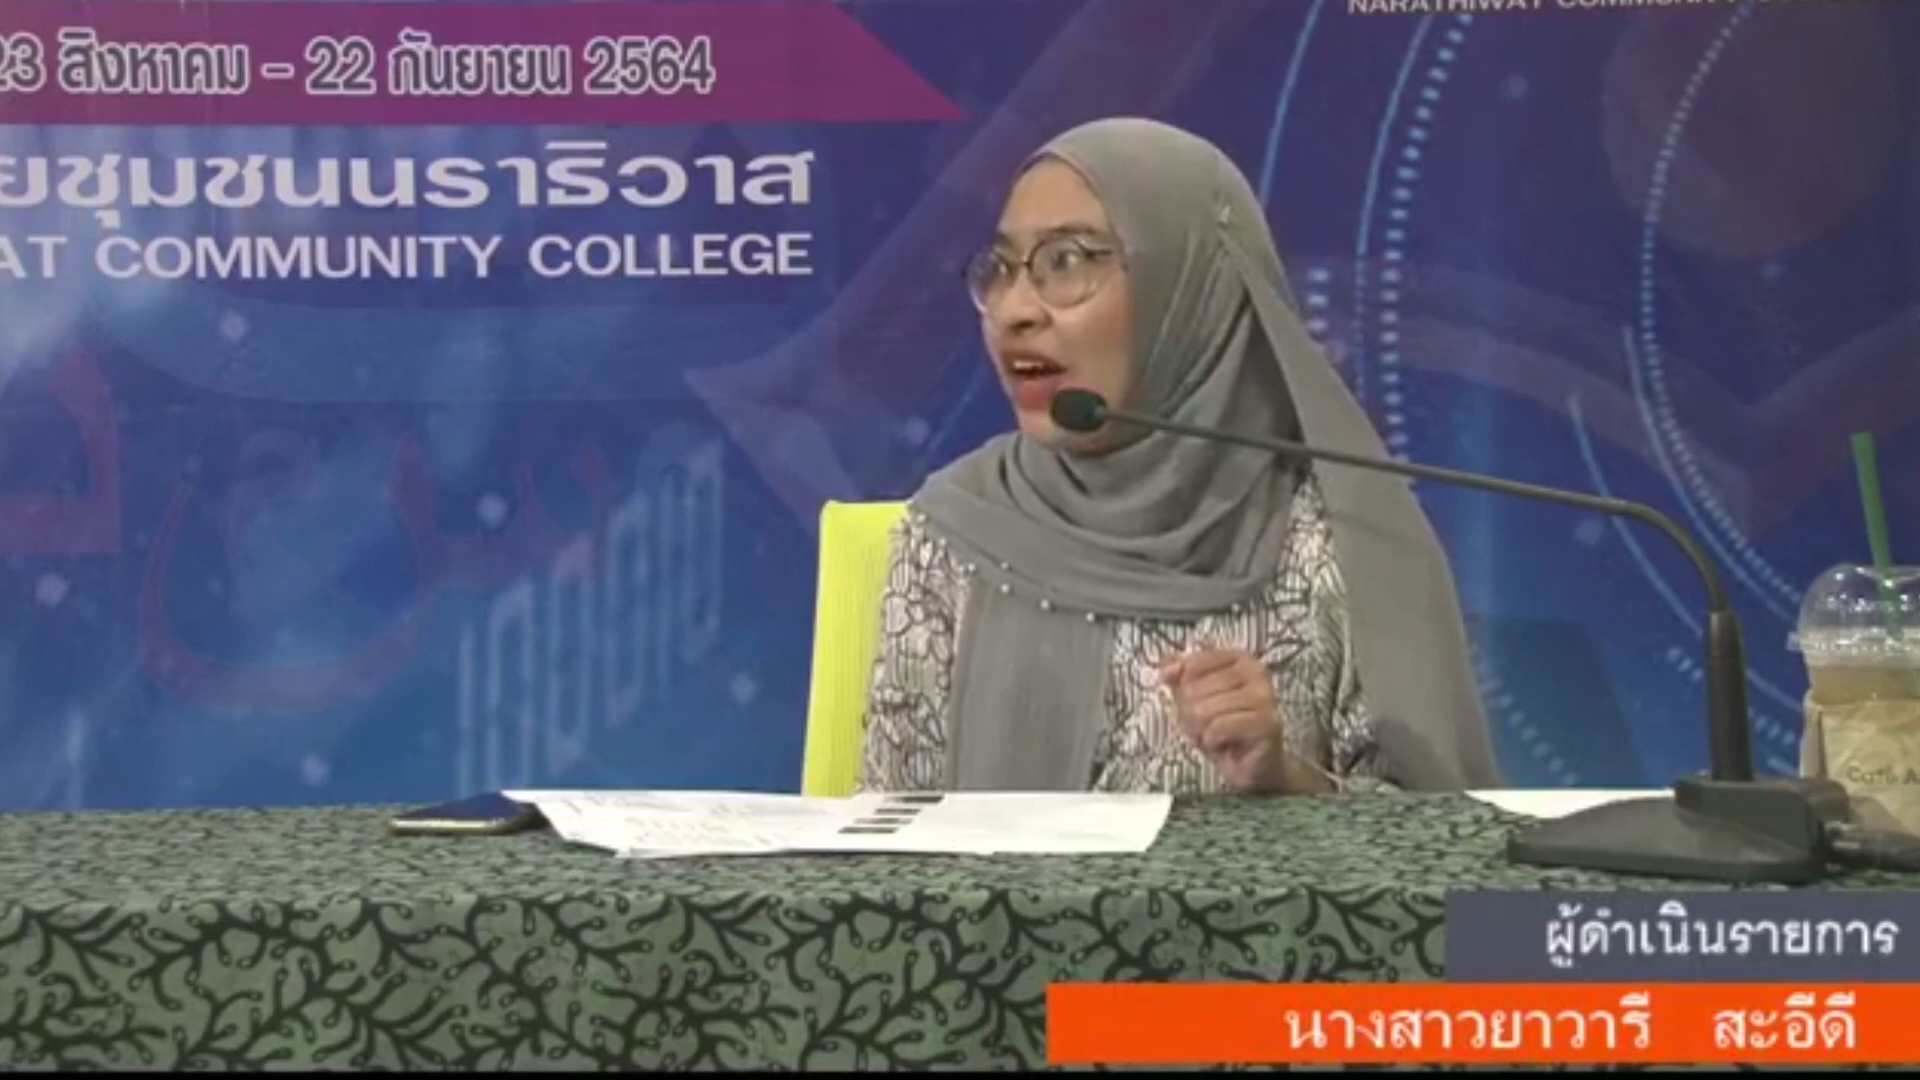 NARATHIWAT COMMUNITY
23 สิงหาคม - 22 กันยายน 2564
ยชุมชนนราธิวาส
AT COMMUNITY COLLEGE
Café A
ผู้ดำเนินรายการ
นางสาวยาวารี สะอีดี